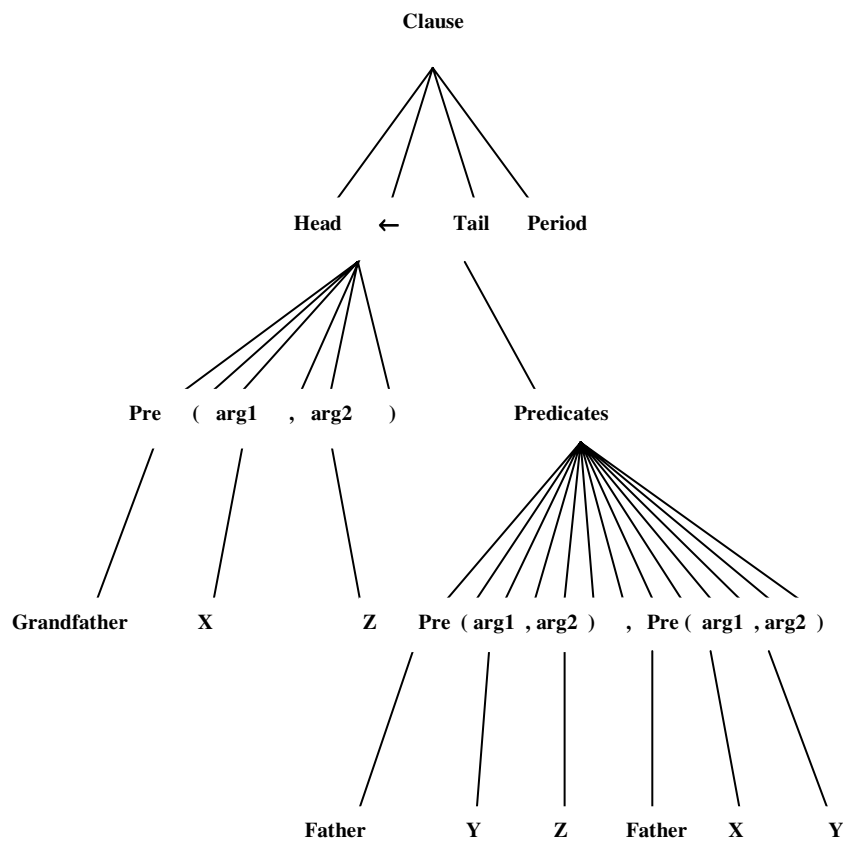 Clause
Head ← Tail Period
Pre ( arg1 , arg2 ) Predicates
Grandfather X Z Pre ( arg1 , arg2 ) , Pre ( arg1 , arg2 )
Father Y Z Father X Y